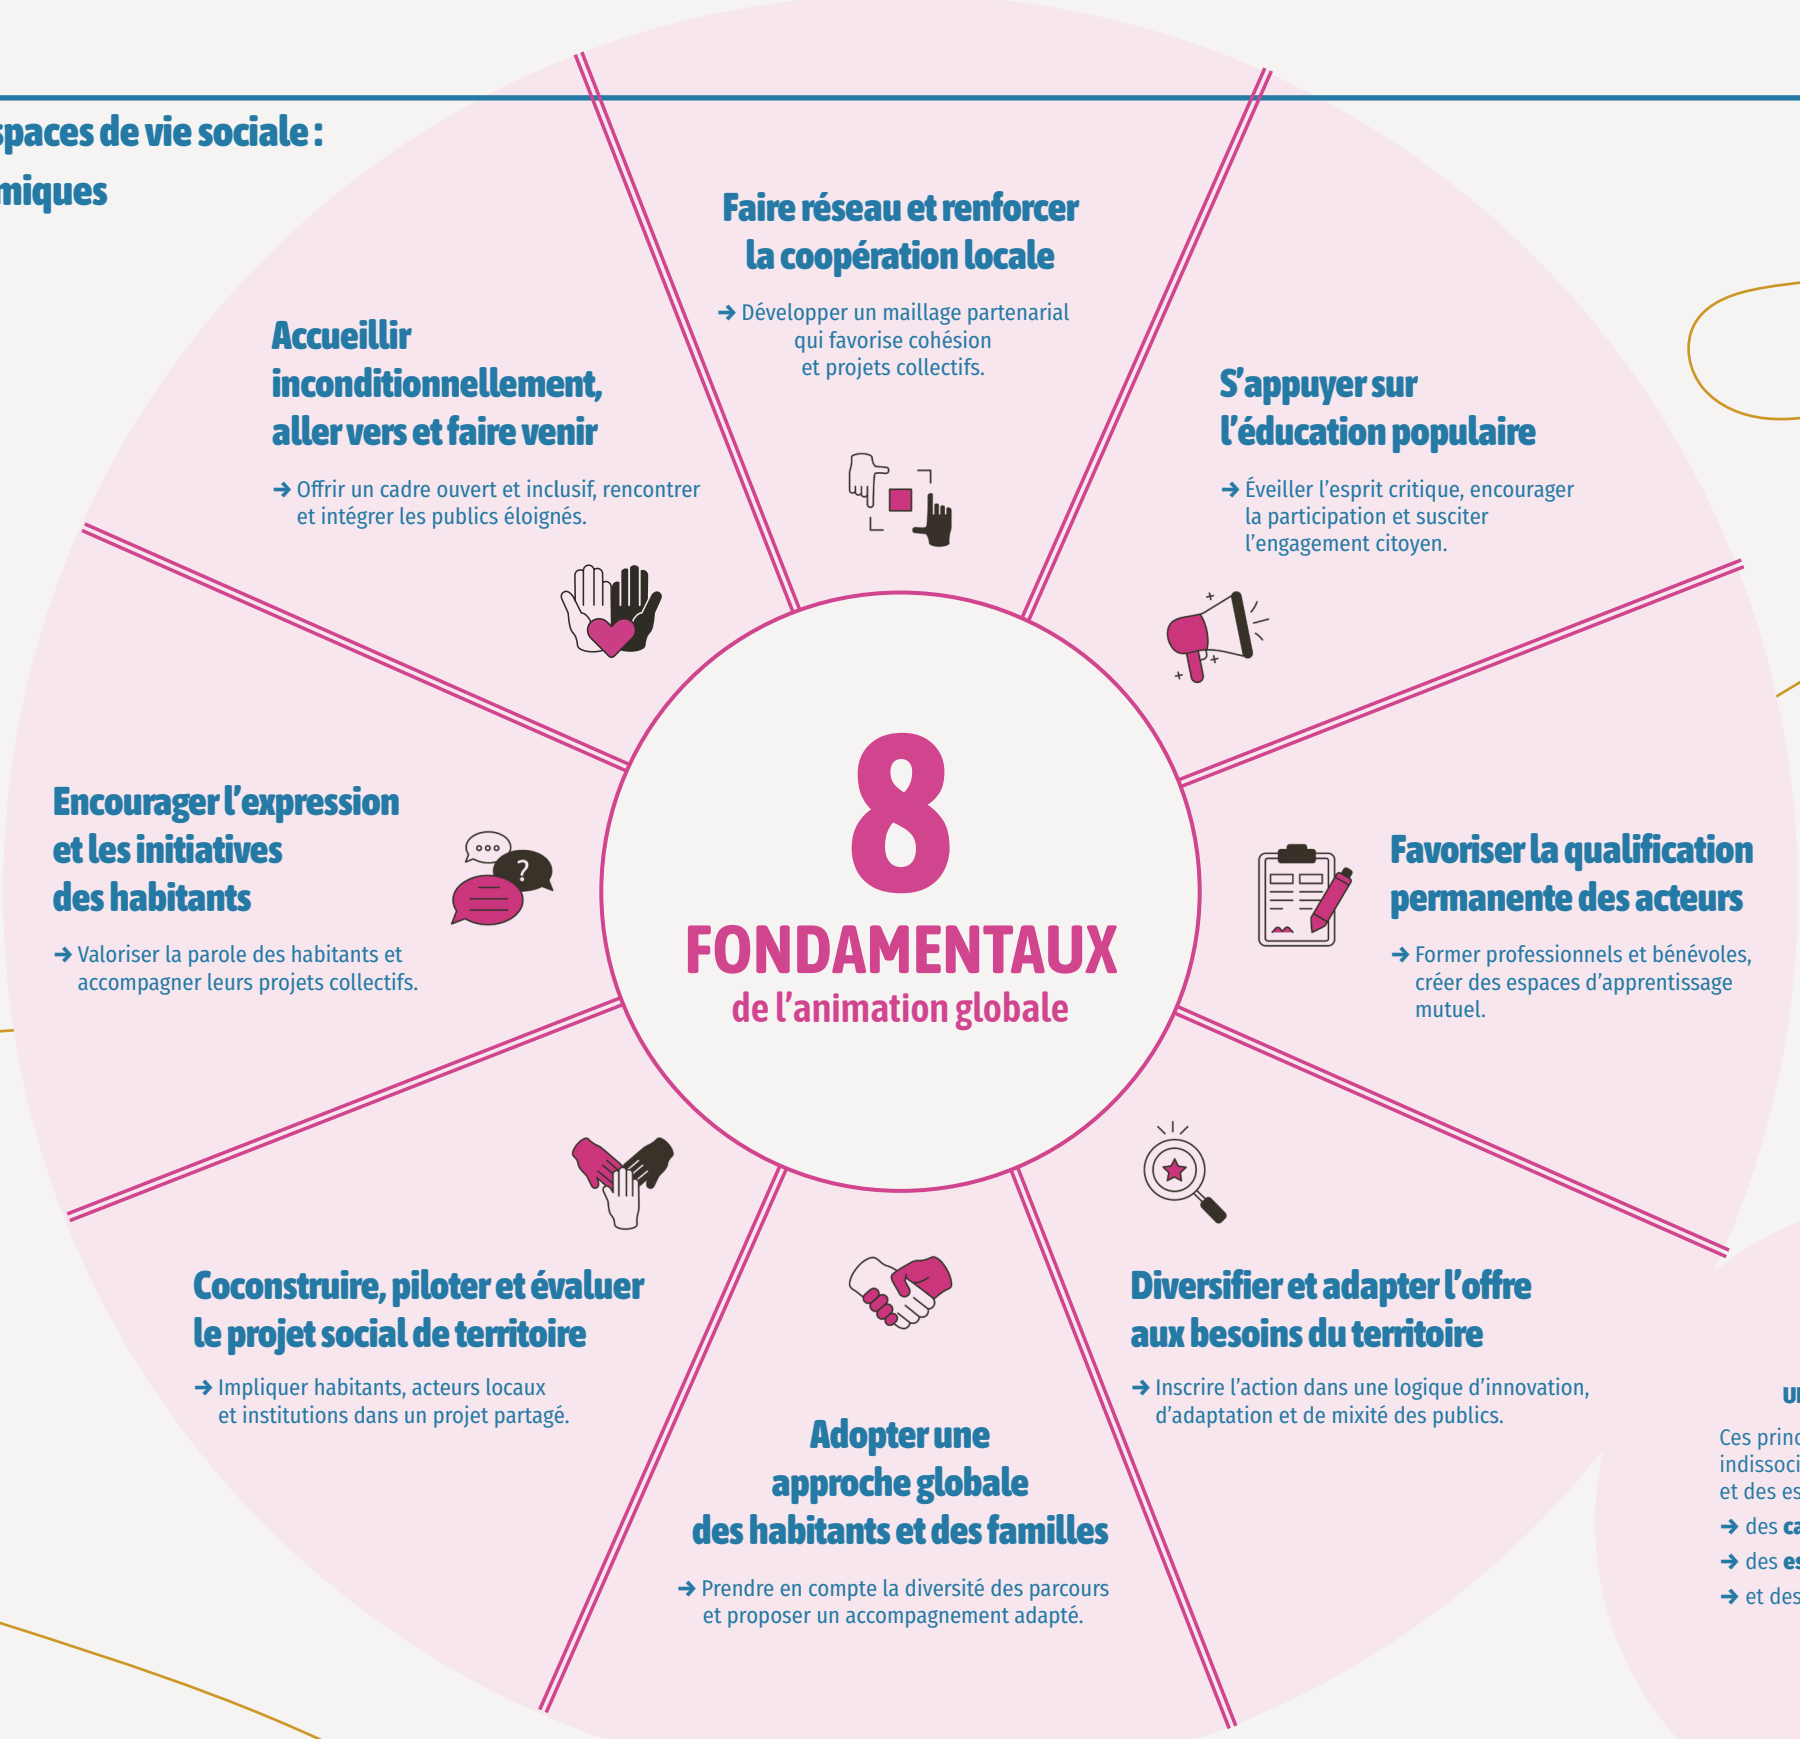 spaces de vie sociale :
miques
Faire réseau et renforcer
la coopération locale
→ Développer un maillage partenarial
qui favorise cohésion
et projets collectifs.
Accueillir
inconditionnellement,
aller vers et faire venir
→ Offrir un cadre ouvert et inclusif, rencontrer
et intégrer les publics éloignés.
S’appuyer sur
l’éducation populaire
→ Éveiller l’esprit critique, encourager
la participation et susciter
l’engagement citoyen.
Encourager l’expression
et les initiatives
des habitants
→ Valoriser la parole des habitants et
accompagner leurs projets collectifs.
?
8
FONDAMENTAUX
de l’animation globale
Favoriser la qualification
permanente des acteurs
→ Former professionnels et bénévoles,
créer des espaces d’apprentissage
mutuel.
Coconstruire, piloter et évaluer
le projet social de territoire
→ Impliquer habitants, acteurs locaux
et institutions dans un projet partagé.
Adopter une
approche globale
des habitants et des familles
→ Prendre en compte la diversité des parcours
et proposer un accompagnement adapté.
Diversifier et adapter l’offre
aux besoins du territoire
→ Inscrire l’action dans une logique d’innovation,
d’adaptation et de mixité des publics.
Ces princ
indissoci
et des es
→ des ca
→ des es
→ et des